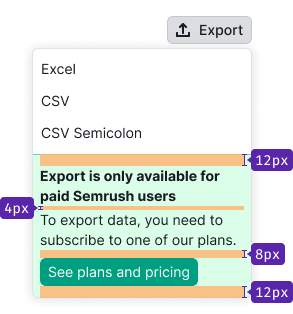 Export
Excel
CSV
CSV Semicolon
12px
Export is only available for
paid Semrush users
4px
To export data, you need to
subscribe to one of our plans.
8px
See plans and pricing
12px